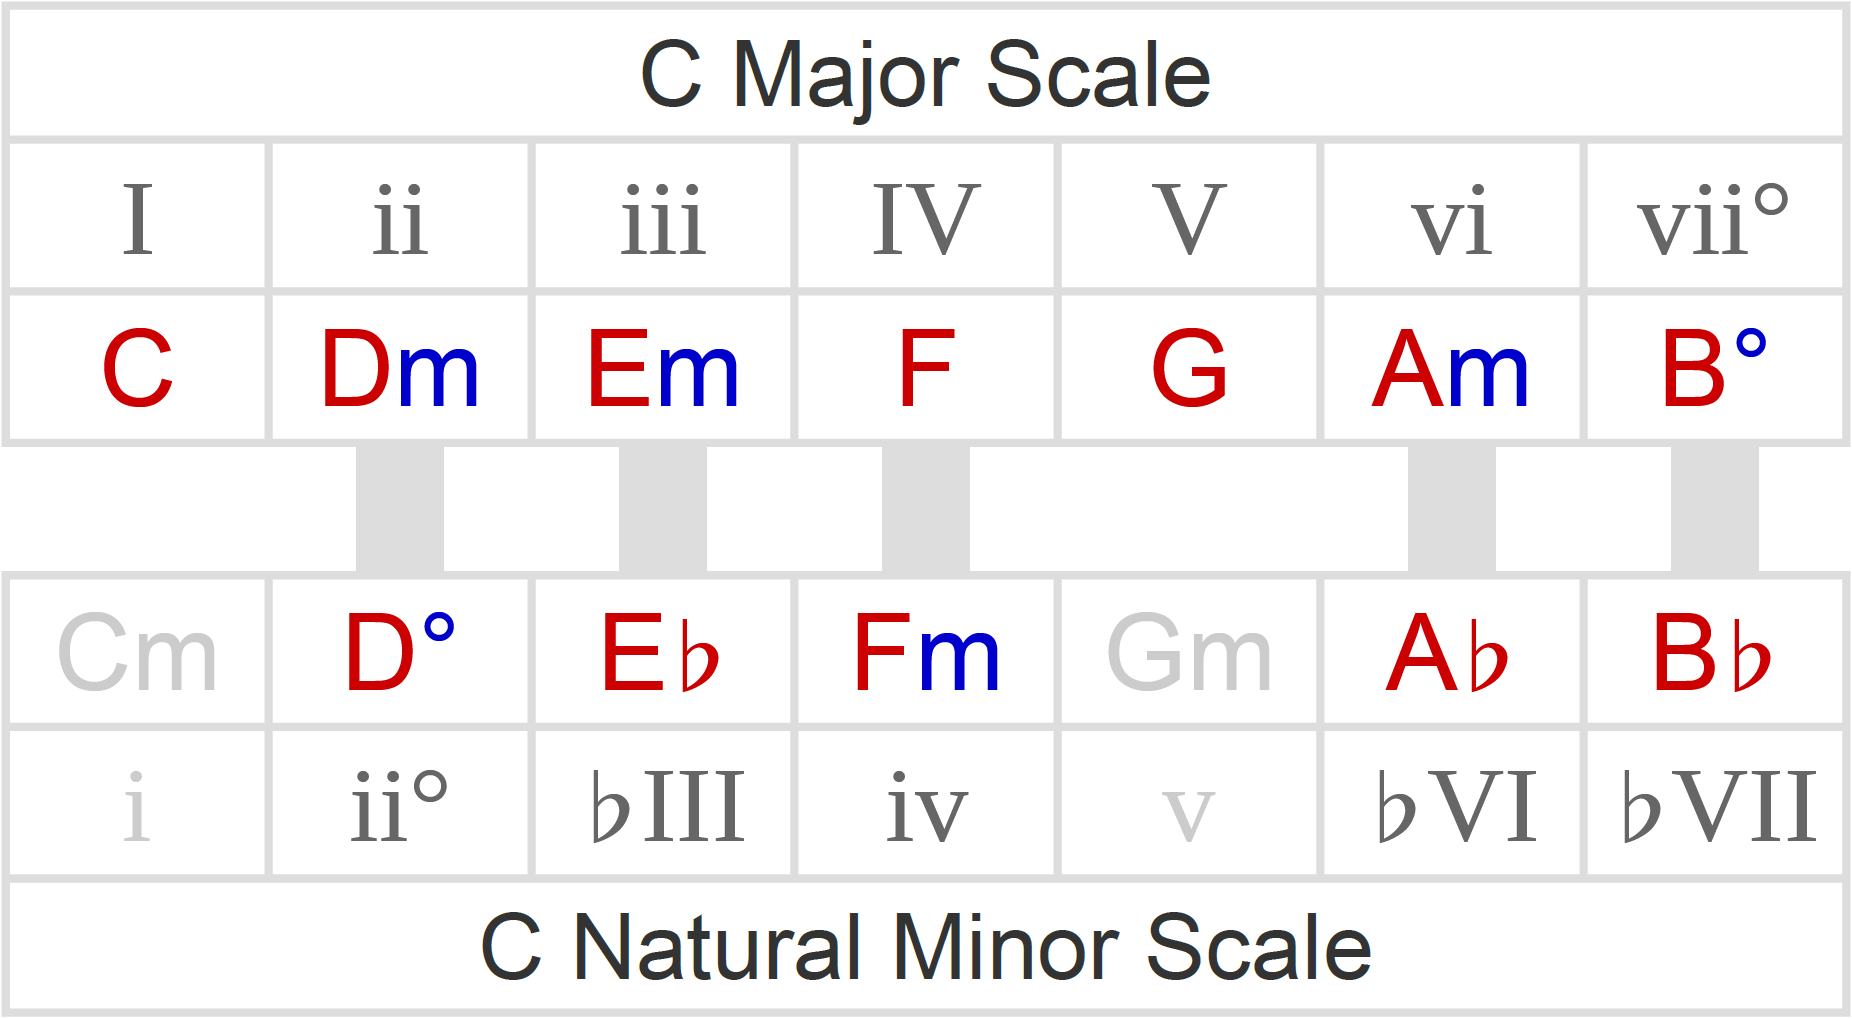 C Major Scale
I ii iii IV V vi vii°
C Dm Em F G Am B°
Cm D° E♭ Fm Gm A♭ B♭
i ii° ♭III iv v ♭VI ♭VII
C Natural Minor Scale